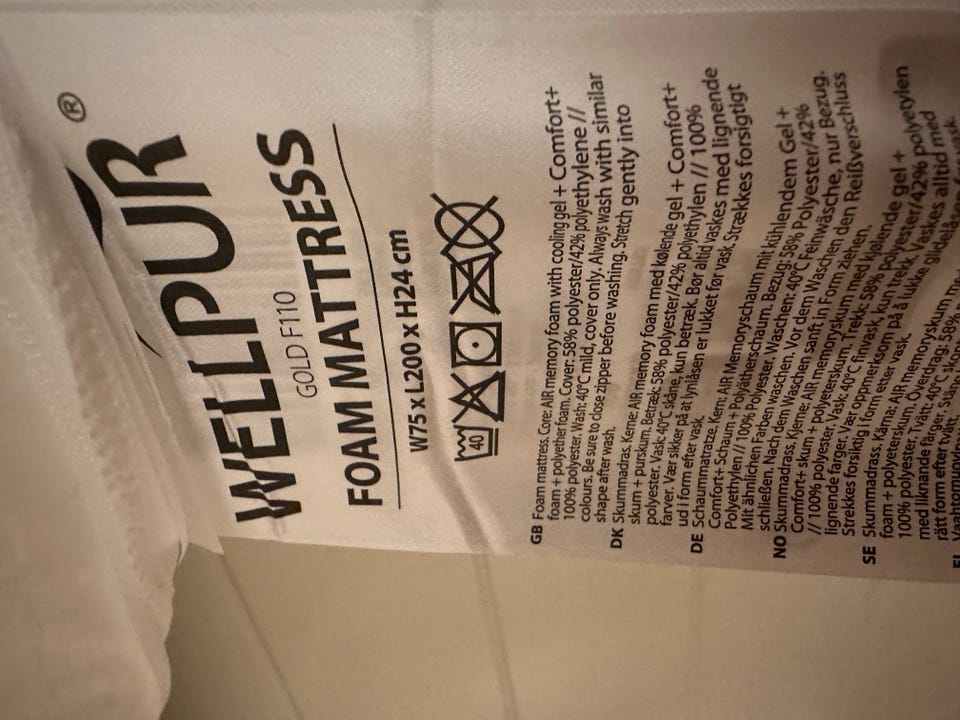 WELLPUR®
GOLD F110
FOAM MATTRESS
W75 x L200 x H24 cm
40
GB Foam mattress. Core: AIR memory foam with cooling gel + Comfort+
foam + polyether foam. Cover: 58% polyester/42% polyethylene //
100% polyester. Wash: 40°C mild, cover only. Always wash with similar
colours. Be sure to close zipper before washing. Stretch gently into
shape after wash.
DK Skummadras. Kerne: AIR memory foam med kølende gel + Comfort+
skum + purskum. Betræk: 58% polyester/42% polyethylen // 100%
polyester. Vask: 40°C skåne, kun betræk. Bør altid vaskes med lignende
farver. Vær sikker på at lynlåsen er lukket før vask. Strækkes forsigtigt
ud i form efter vask.
DE Schaummatratze. Kern: AIR Memoryschaum mit kühlendem Gel +
Comfort+ Schaum + Polyätherschaum. Bezug: 58% Polyester/42%
Polyethylen // 100% Polyester. Waschen: 40°C Feinwäsche, nur Bezug.
Mit ähnlichen Farben waschen. Vor dem Waschen den Reißverschluss
schließen. Nach dem Waschen sanft in Form ziehen.
NO Skummadrass. Kjerne: AIR memoryskum med kjølende gel +
Comfort+ skum + polyeterskum. Trekk: 58% polyester/42% polyetylen
// 100% polyester. Vask: 40°C finvask, kun trekk. Vaskes alltid med
lignende farger. Vær oppmerksom på å lukke glidelåsen før vask.
Strekkes forsiktig i form etter vask.
SE Skummadrass. Kärna: AIR memoryskum med
foam + polyeterskum. Överdrag: 58%
100% polyester. Tvätt: 40°C
med liknande färger.
rätt form efter tvätt.
FI